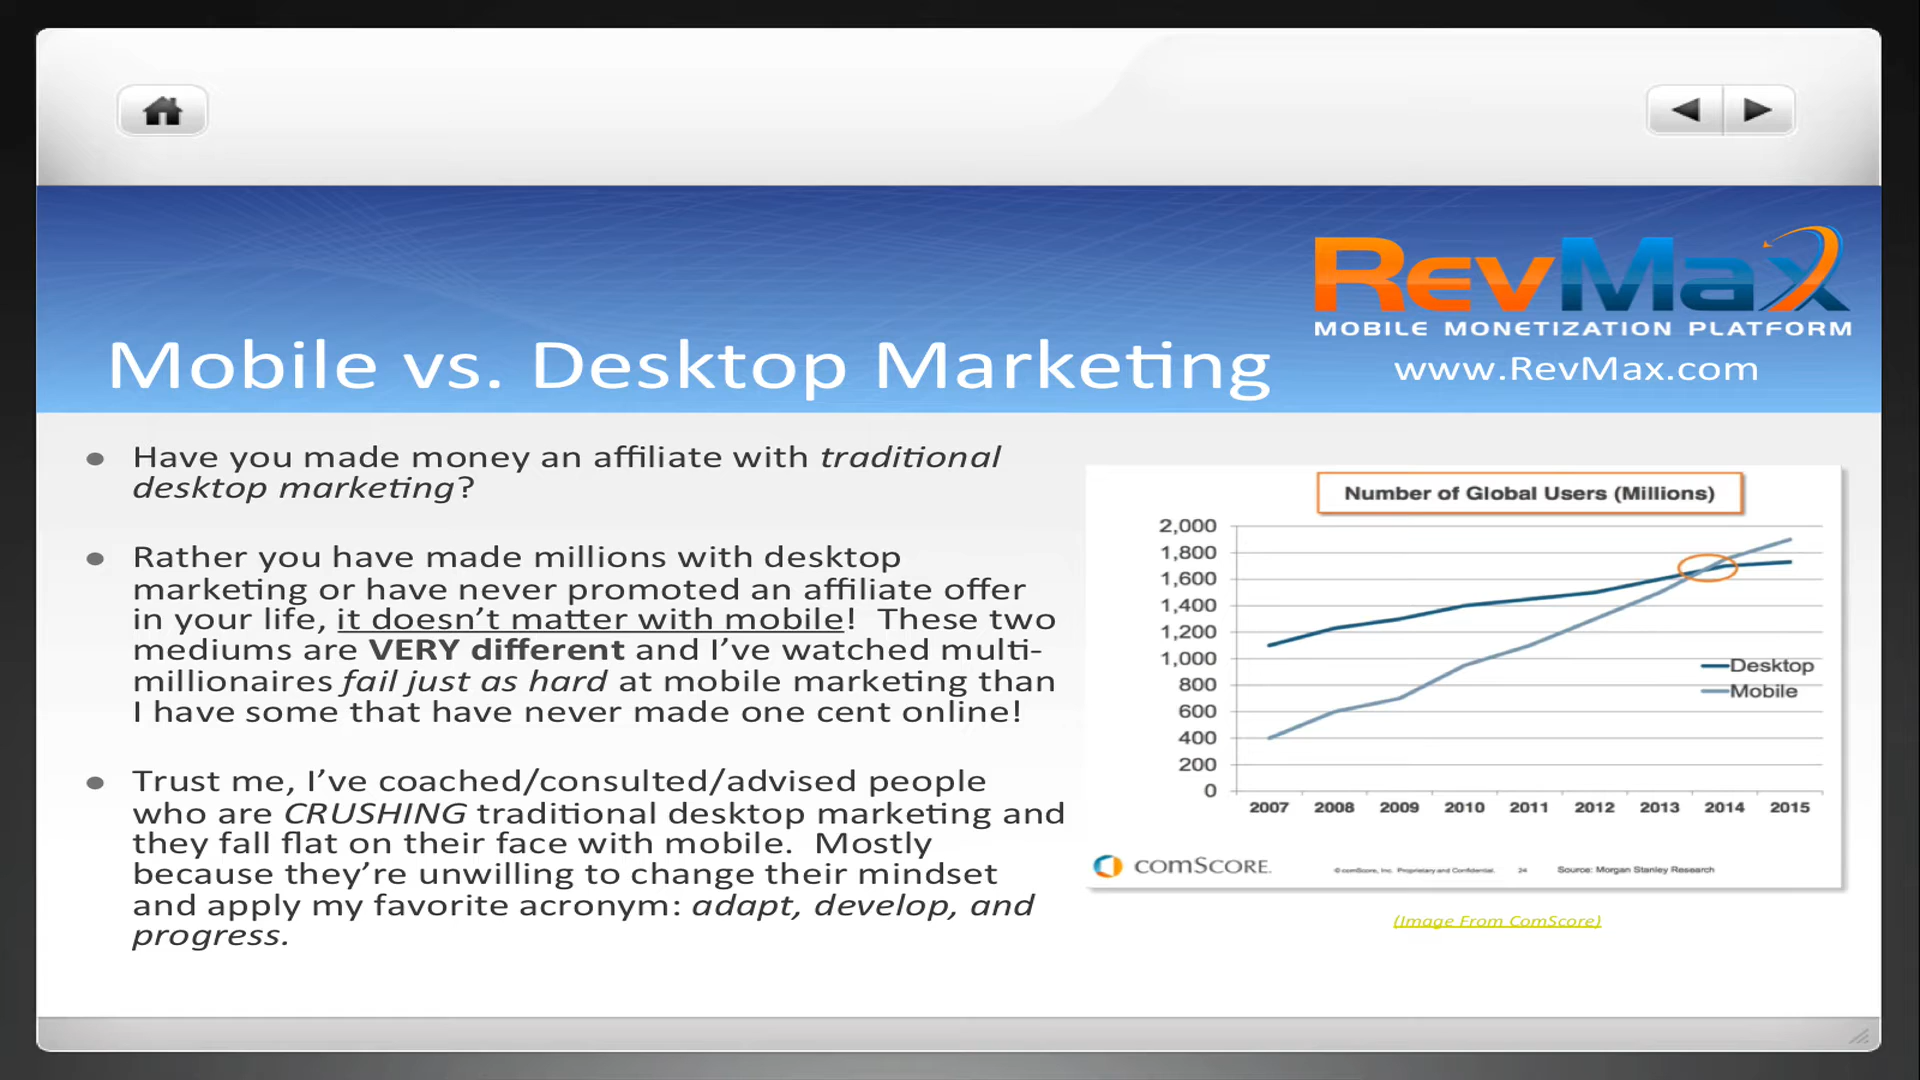 RevMax
MOBILE MONETIZATION PLATFORM
www.RevMax.com
Mobile vs. Desktop Marketing
Have you made money an affiliate with traditional
desktop marketing?
Rather you have made millions with desktop
marketing or have never promoted an affiliate offer
in your life, it doesn't matter with mobile!  These two
mediums are VERY different and I've watched multi-
millionaires fail just as hard at mobile marketing than
I have some that have never made one cent online!
Trust me, I've coached/consulted/advised people
who are CRUSHING traditional desktop marketing and
they fall flat on their face with mobile.  Mostly
because they're unwilling to change their mindset
and apply my favorite acronym: adapt, develop, and
progress.
Number of Global Users (Millions)
2,000
1,800
1,600
1,400
1,200
1,000
800
600
400
200
0
Desktop
Mobile
2007 2008 2009 2010 2011 2012 2013 2014 2015
comSCORE.
© comScore, Inc. Proprietary and Confidential. 24 Source: Morgan Stanley Research
(Image From ComScore)